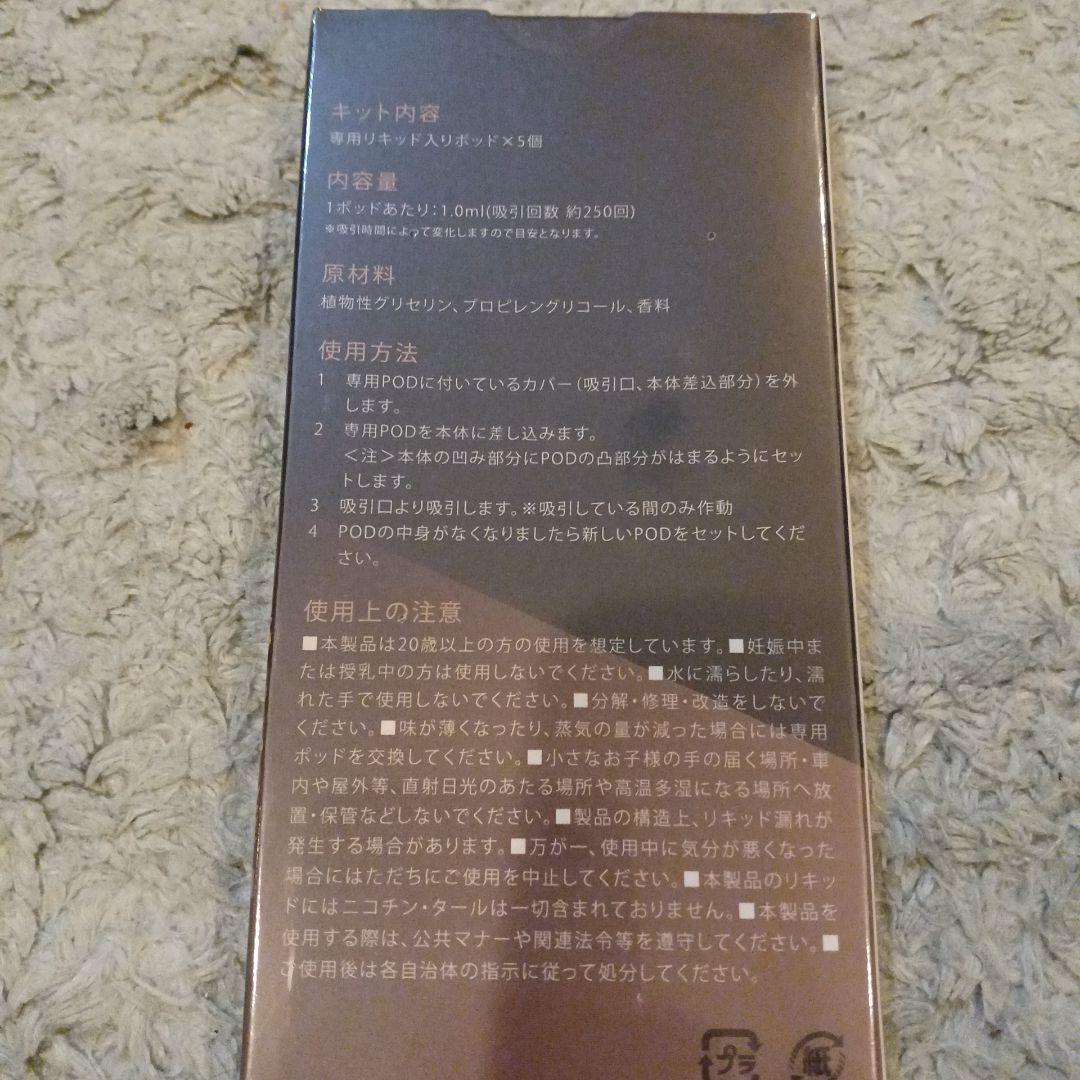 キット内容
専用リキッド入りポッド×5個
内容量
1ポッドあたり：1.0ml(吸引回数 約250回)
※吸引時間によって変化しますので目安となります。
原材料
植物性グリセリン、プロピレングリコール、香料
使用方法
1 専用PODに付いているカバー（吸引口、本体差込部分）を外
します。
2 専用PODを本体に差し込みます。
＜注＞本体の凹み部分にPODの凸部分がはまるようにセッ
トします。
3 吸引口より吸引します。※吸引している間のみ作動
4 PODの中身がなくなりましたら新しいPODをセットしてくだ
さい。
使用上の注意
■本製品は20歳以上の方の使用を想定しています。■妊娠中ま
たは授乳中の方は使用しないでください。■水に濡らしたり、濡
れた手で使用しないでください。■分解・修理・改造をしないで
ください。■味が薄くなったり、蒸気の量が減った場合には専用
ポッドを交換してください。■小さなお子様の手の届く場所・車
内や屋外等、直射日光のあたる場所や高温多湿になる場所へ放
置・保管などしないでください。■製品の構造上、リキッド漏れが
発生する場合があります。■万が一、使用中に気分が悪くなった
場合にはただちにご使用を中止してください。■本製品のリキッ
ドにはニコチン・タールは一切含まれておりません。■本製品を
使用する際は、公共マナーや関連法令等を遵守してください。■
ご使用後は各自治体の指示に従って処分してください。
プラ 紙